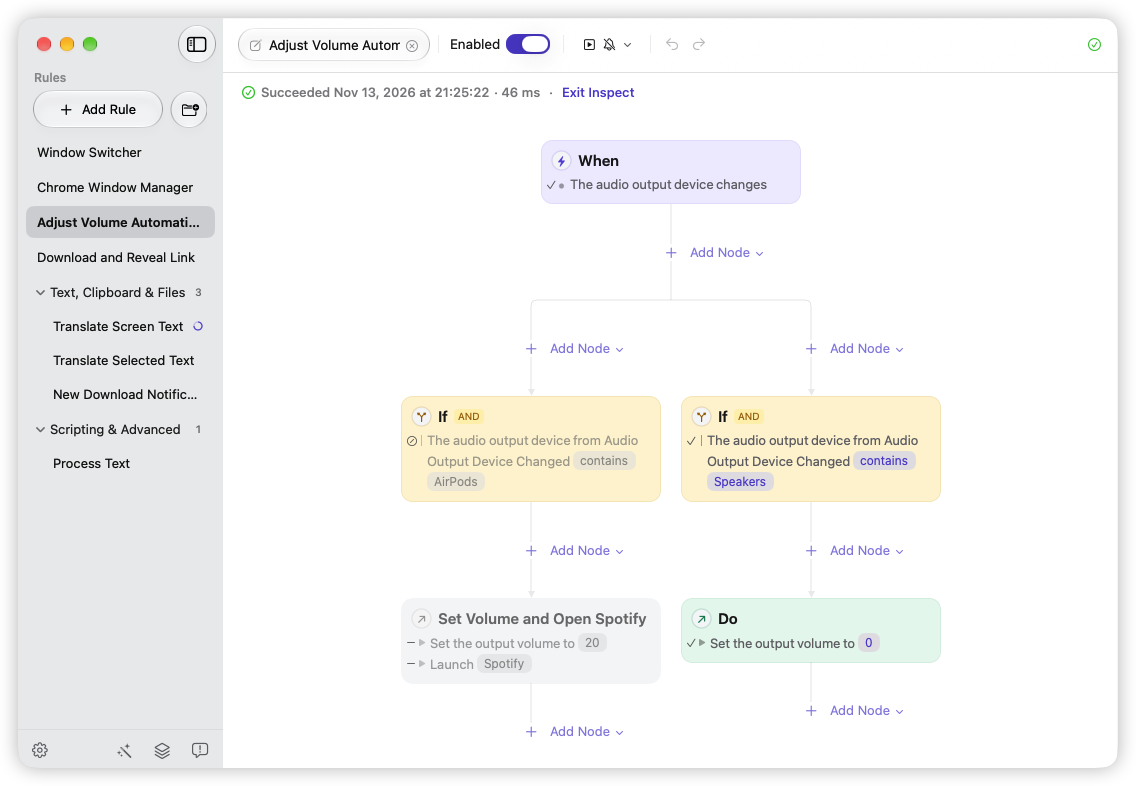 Adjust Volume Autom
Enabled
Rules
Add Rule
Window Switcher
Chrome Window Manager
Adjust Volume Automati...
Download and Reveal Link
Text, Clipboard & Files 3
Translate Screen Text
Translate Selected Text
New Download Notific...
Scripting & Advanced 1
Process Text
Succeeded Nov 13, 2026 at 21:25:22 · 46 ms · Exit Inspect
When
The audio output device changes
+ Add Node
+ Add Node
+ Add Node
If AND
The audio output device from Audio
Output Device Changed contains
AirPods
If AND
The audio output device from Audio
Output Device Changed contains
Speakers
+ Add Node
+ Add Node
Set Volume and Open Spotify
Set the output volume to 20
Launch Spotify
Do
Set the output volume to 0
+ Add Node
+ Add Node